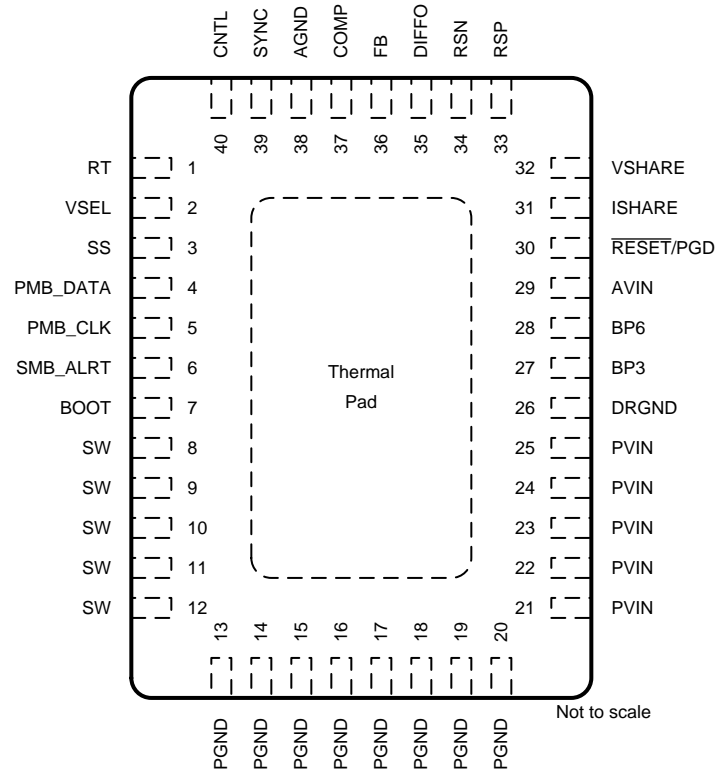 CNTL SYNC AGND COMP FB DIFFO RSN RSP
40 39 38 37 36 35 34 33
RT 1 32 VSHARE
VSEL 2 31 ISHARE
SS 3 30 RESET/PGD
PMB_DATA 4 29 AVIN
PMB_CLK 5 28 BP6
SMB_ALRT 6 27 BP3
Thermal
Pad
BOOT 7 26 DRGND
SW 8 25 PVIN
SW 9 24 PVIN
SW 10 23 PVIN
SW 11 22 PVIN
SW 12 21 PVIN
13 14 15 16 17 18 19 20
PGND PGND PGND PGND PGND PGND PGND PGND
Not to scale